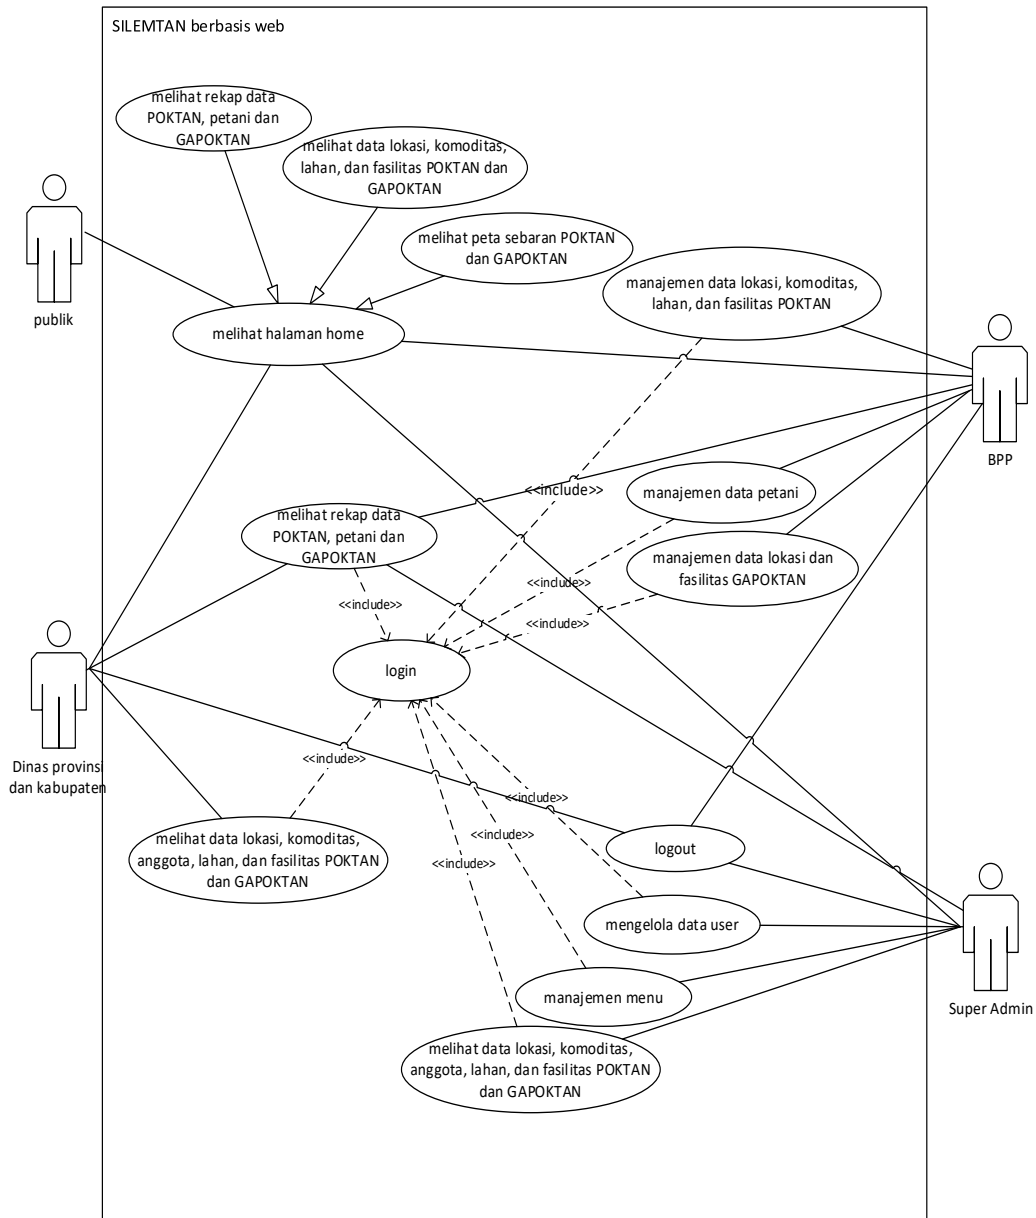 SILEMTAN berbasis web
melihat rekap data
POKTAN, petani dan
GAPOKTAN
melihat data lokasi, komoditas,
lahan, dan fasilitas POKTAN dan
GAPOKTAN
melihat peta sebaran POKTAN
dan GAPOKTAN
manajemen data lokasi, komoditas,
lahan, dan fasilitas POKTAN
publik
melihat halaman home
BPP
<<include>>
manajemen data petani
melihat rekap data
POKTAN, petani dan
GAPOKTAN
manajemen data lokasi dan
fasilitas GAPOKTAN
<<include>>
<<include>>
<<include>>
login
Dinas provinsi
dan kabupaten
<<include>>
<<include>>
<<include>>
<<include>>
melihat data lokasi, komoditas,
anggota, lahan, dan fasilitas POKTAN
dan GAPOKTAN
logout
mengelola data user
manajemen menu
Super Admin
melihat data lokasi, komoditas,
anggota, lahan, dan fasilitas POKTAN
dan GAPOKTAN